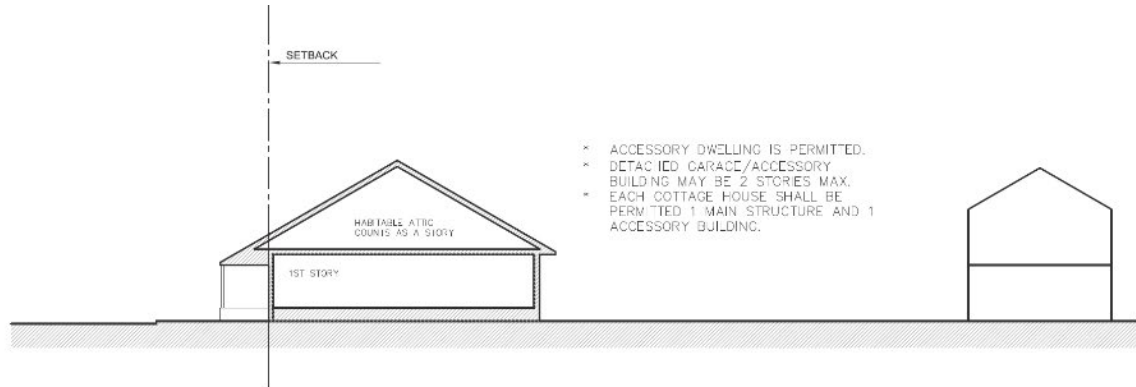 SETBACK
* ACCESSORY DWELLING IS PERMITTED.
* DETACHED GARAGE/ACCESSORY
BUILDING MAY BE 2 STORIES MAX.
* EACH COTTAGE HOUSE SHALL BE
PERMITTED 1 MAIN STRUCTURE AND 1
ACCESSORY BUILDING.
HABITABLE ATTIC
COUNTS AS A STORY
1ST STORY